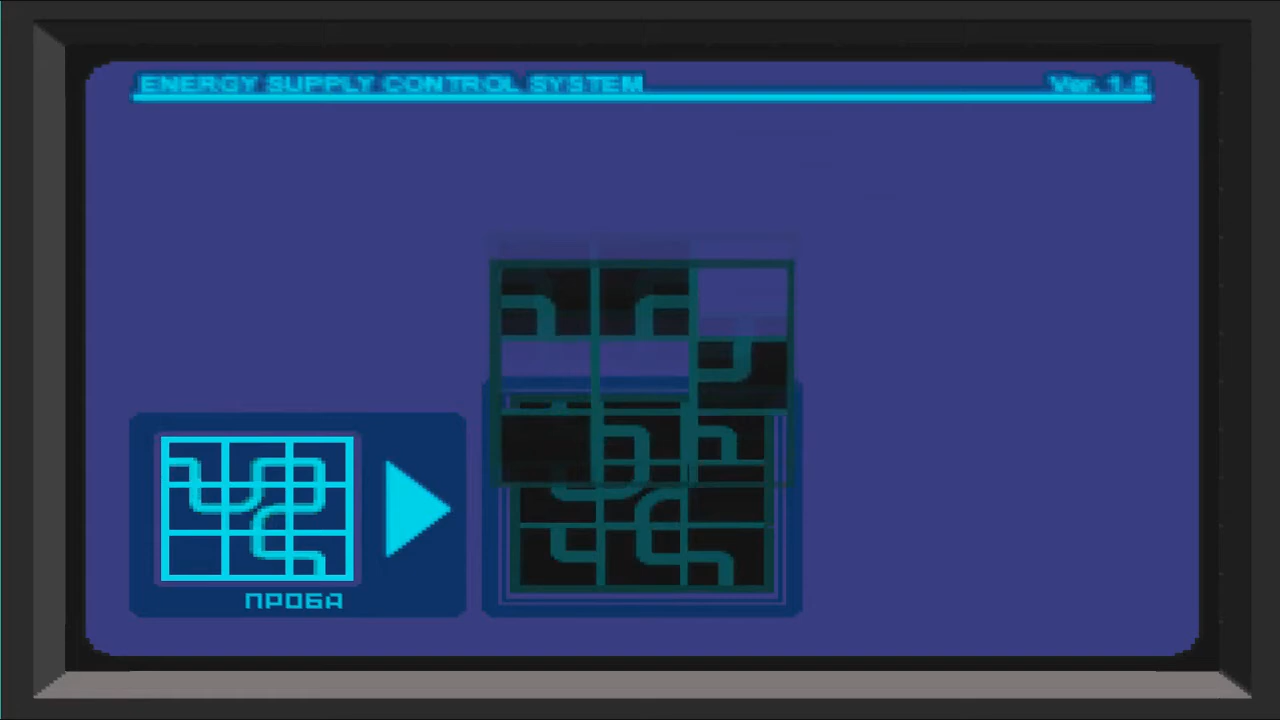 ENERGY SUPPLY CONTROL SYSTEM
Ver. 1.5
ПРОБА